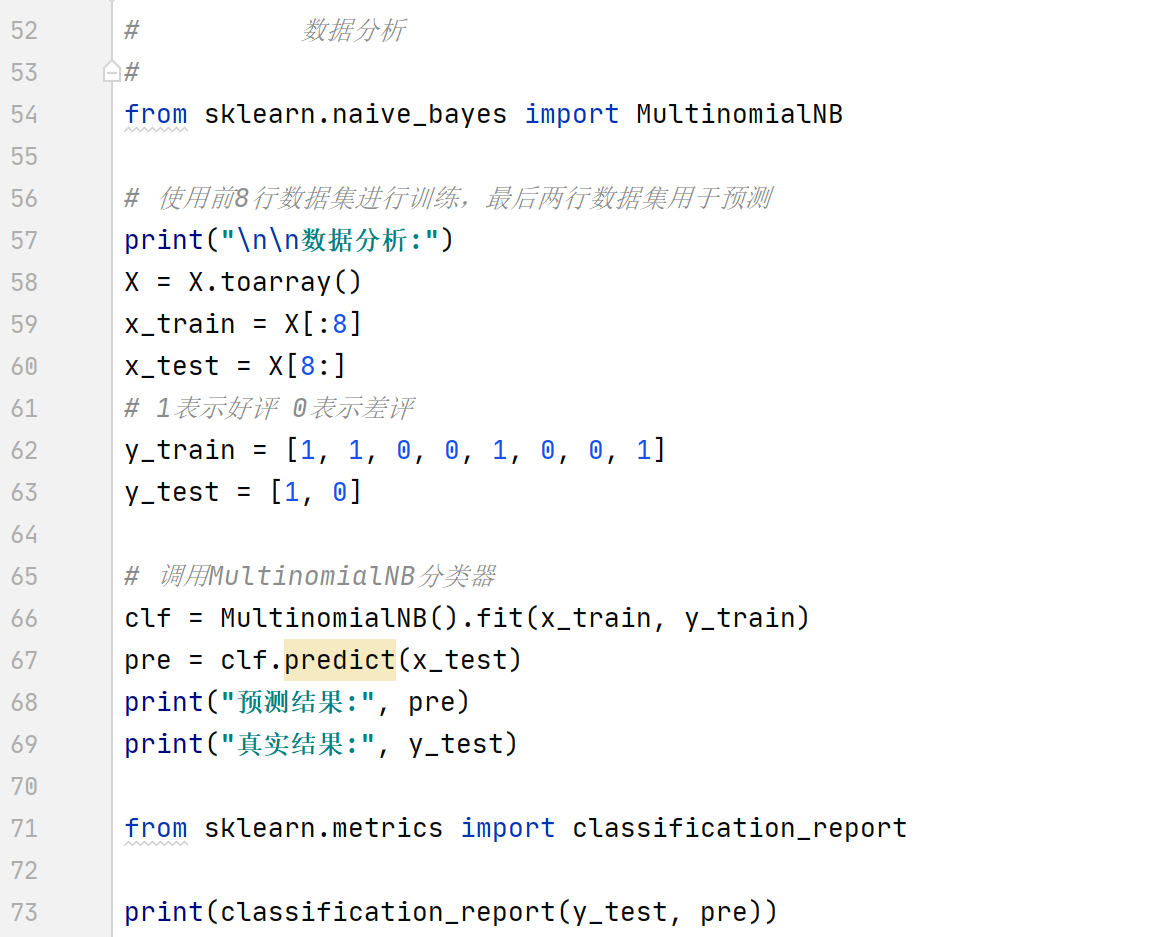 52 # 数据分析
53 #
54 from sklearn.naive_bayes import MultinomialNB
55
56 # 使用前8行数据集进行训练，最后两行数据集用于预测
57 print("\n\n数据分析:")
58 X = X.toarray()
59 x_train = X[:8]
60 x_test = X[8:]
61 # 1表示好评 0表示差评
62 y_train = [1, 1, 0, 0, 1, 0, 0, 1]
63 y_test = [1, 0]
64
65 # 调用MultinomialNB分类器
66 clf = MultinomialNB().fit(x_train, y_train)
67 pre = clf.predict(x_test)
68 print("预测结果:", pre)
69 print("真实结果:", y_test)
70
71 from sklearn.metrics import classification_report
72
73 print(classification_report(y_test, pre))